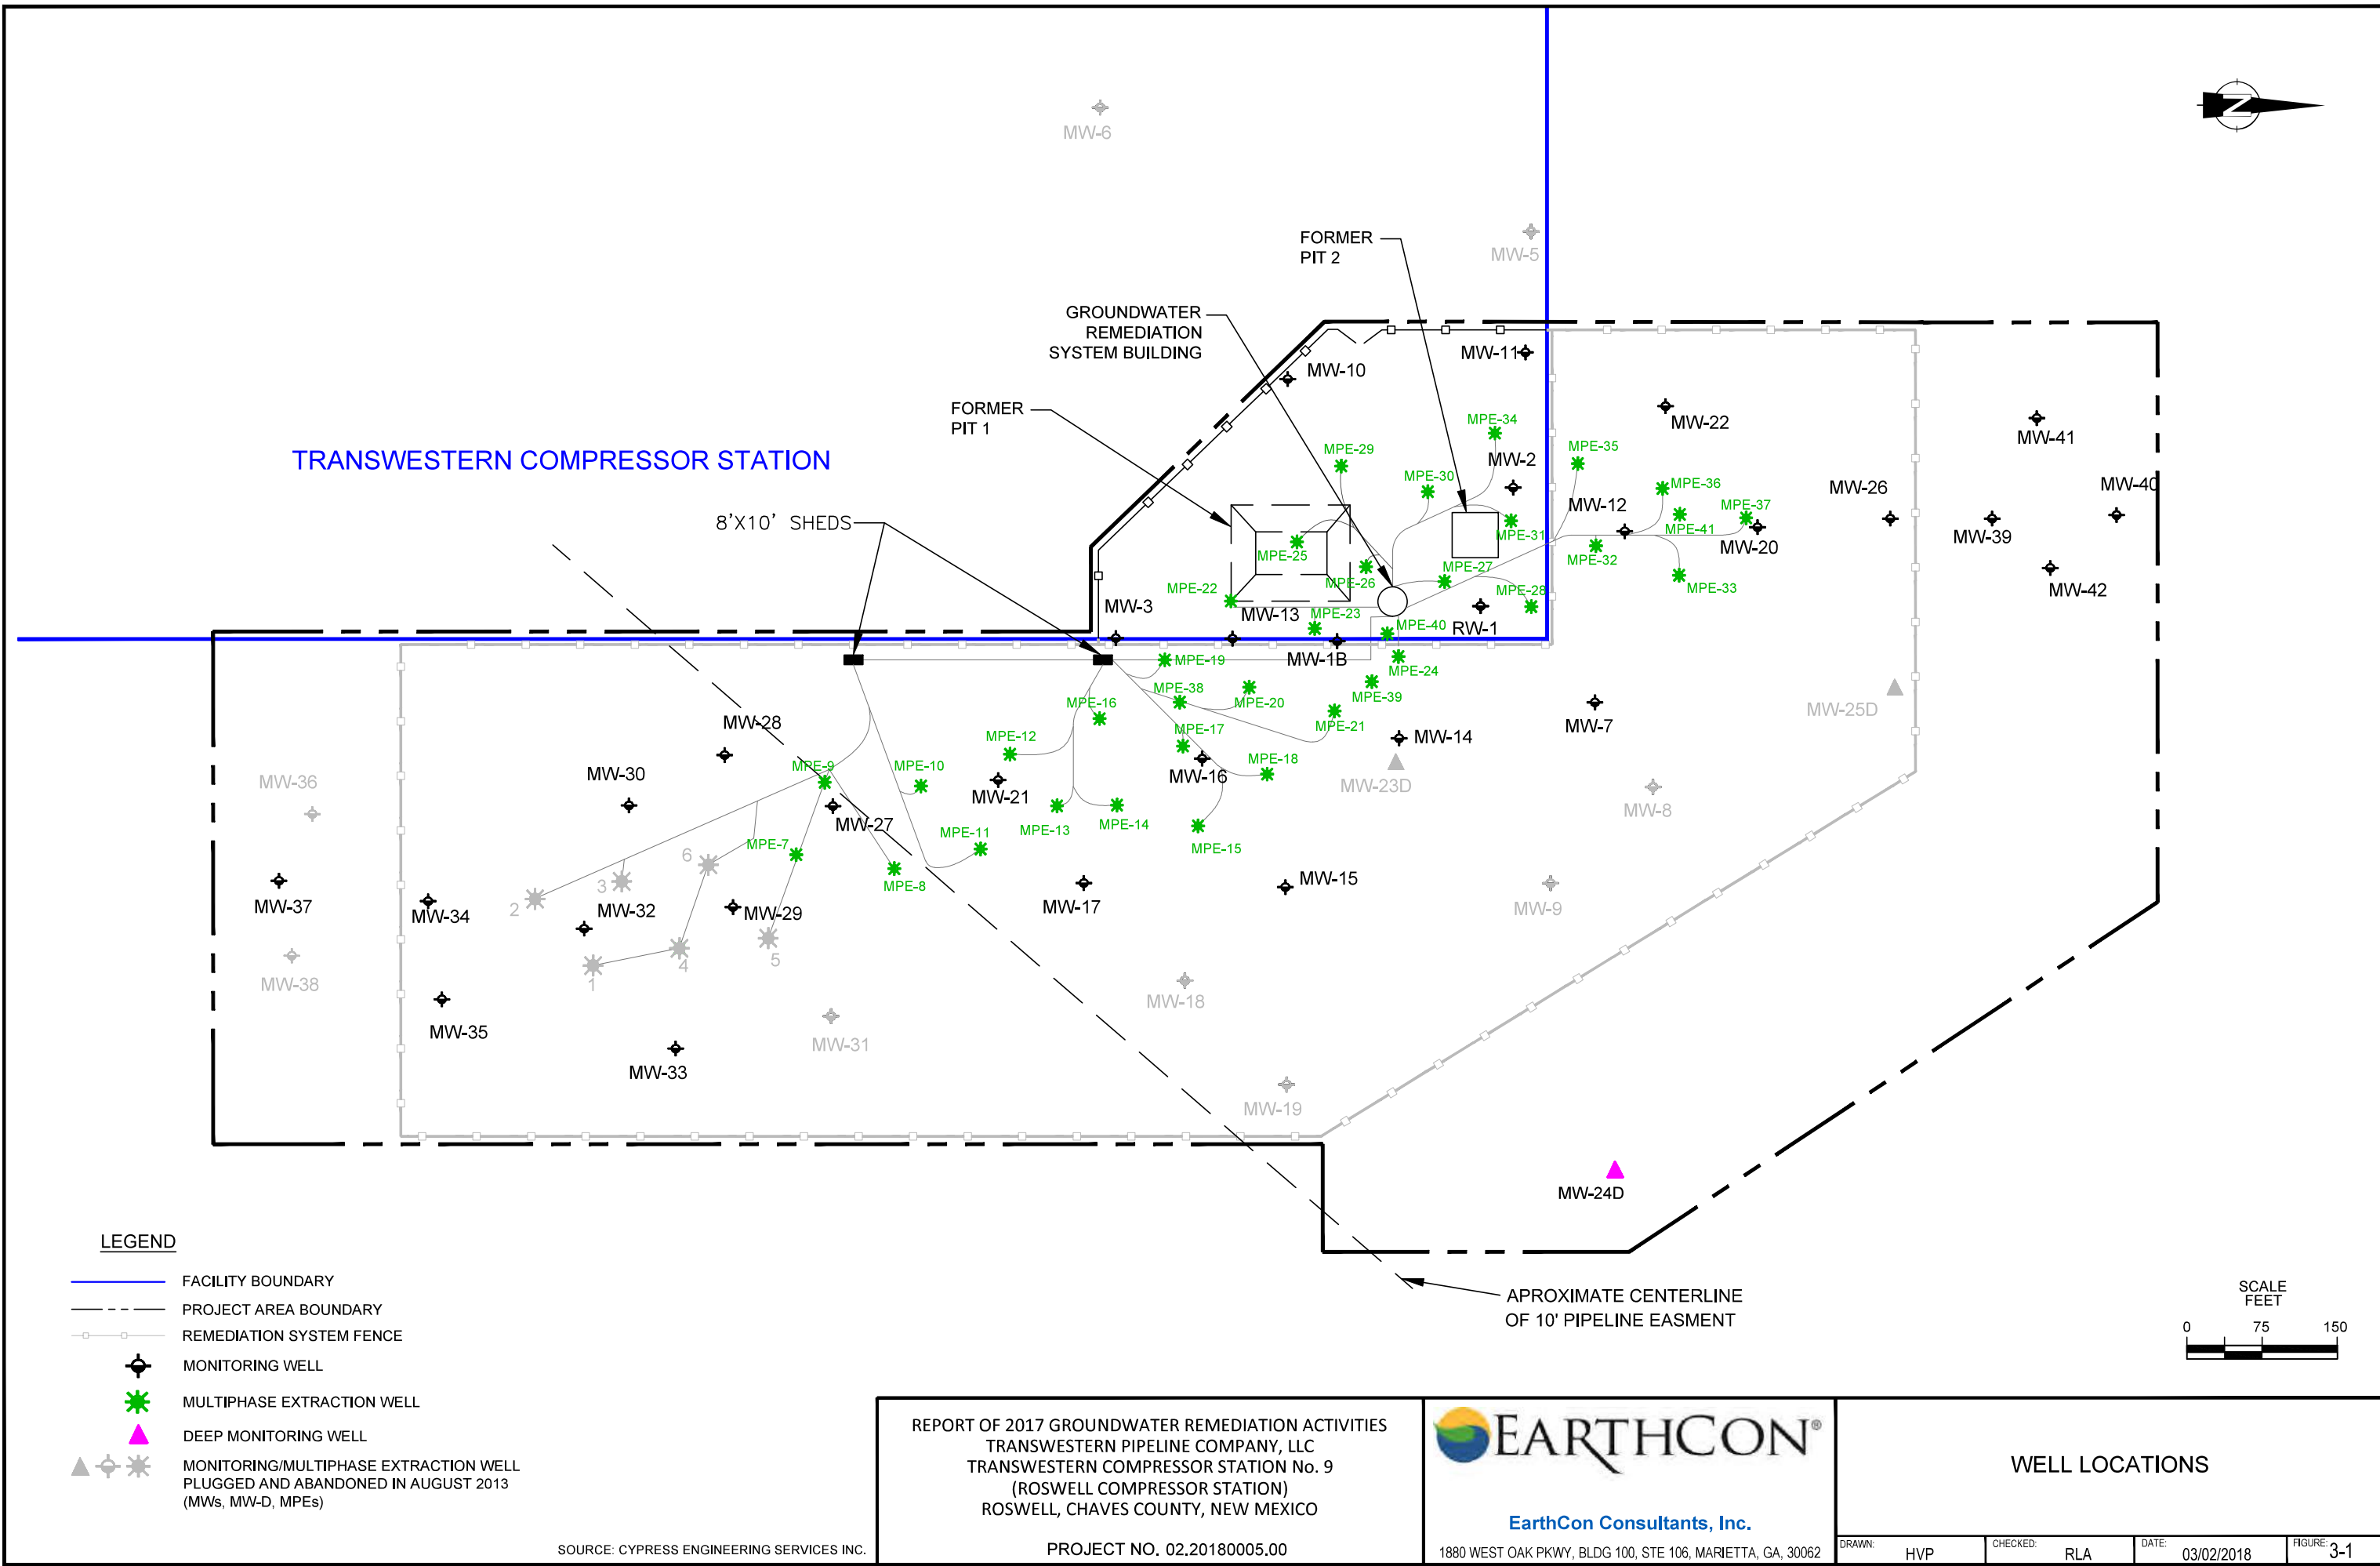 MW-6
N
MW-5
FORMER
PIT 2
GROUNDWATER
REMEDIATION
SYSTEM BUILDING
MW-11
MW-10
FORMER
PIT 1
MW-22
MW-41
MPE-34
MPE-29
MPE-35
MW-2
TRANSWESTERN COMPRESSOR STATION
MPE-30
MPE-36
MW-26
MW-40
8'X10' SHEDS
MW-12
MPE-37
MPE-41
MPE-31
MW-39
MW-20
MPE-25
MPE-32
MPE-27
MPE-26
MPE-22
MPE-28
MPE-33
MW-42
MW-3
MW-13
MPE-23
MPE-40
RW-1
MPE-19
MW-1B
MPE-24
MPE-38
MPE-39
MPE-16
MPE-20
MW-25D
MW-28
MPE-21
MW-7
MPE-12
MPE-17
MW-14
MPE-9
MPE-10
MPE-18
MW-30
MW-16
MW-36
MW-23D
MW-21
MW-8
MW-27
MPE-11
MPE-13
MPE-14
MPE-7
MPE-15
6
3
MPE-8
MW-15
MW-37
2
MW-34
MW-32
MW-29
MW-17
MW-9
5
4
MW-38
1
MW-18
MW-35
MW-31
MW-33
MW-19
MW-24D
LEGEND
FACILITY BOUNDARY
PROJECT AREA BOUNDARY
REMEDIATION SYSTEM FENCE
MONITORING WELL
MULTIPHASE EXTRACTION WELL
DEEP MONITORING WELL
MONITORING/MULTIPHASE EXTRACTION WELL
PLUGGED AND ABANDONED IN AUGUST 2013
(MWs, MW-D, MPEs)
APROXIMATE CENTERLINE
OF 10' PIPELINE EASMENT
SCALE
FEET
0 75 150
SOURCE: CYPRESS ENGINEERING SERVICES INC.
REPORT OF 2017 GROUNDWATER REMEDIATION ACTIVITIES
TRANSWESTERN PIPELINE COMPANY, LLC
TRANSWESTERN COMPRESSOR STATION No. 9
(ROSWELL COMPRESSOR STATION)
ROSWELL, CHAVES COUNTY, NEW MEXICO
PROJECT NO. 02.20180005.00
EARTHCON®
EarthCon Consultants, Inc.
1880 WEST OAK PKWY, BLDG 100, STE 106, MARIETTA, GA, 30062
WELL LOCATIONS
DRAWN: HVP
CHECKED: RLA
DATE: 03/02/2018
FIGURE: 3-1